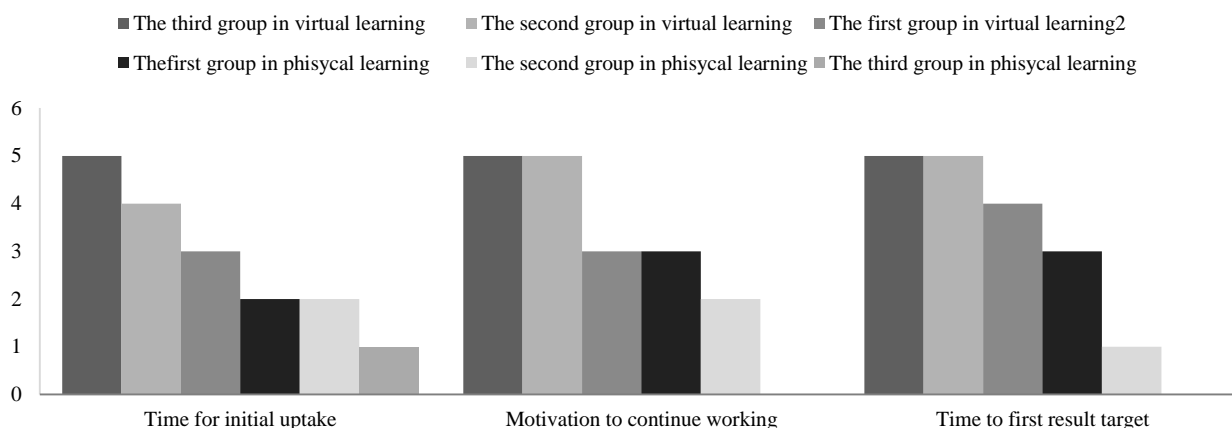 The third group in virtual learning The second group in virtual learning The first group in virtual learning2
Thefirst group in phisycal learning The second group in phisycal learning The third group in phisycal learning
6
5
4
3
2
1
0
Time for initial uptake Motivation to continue working Time to first result target